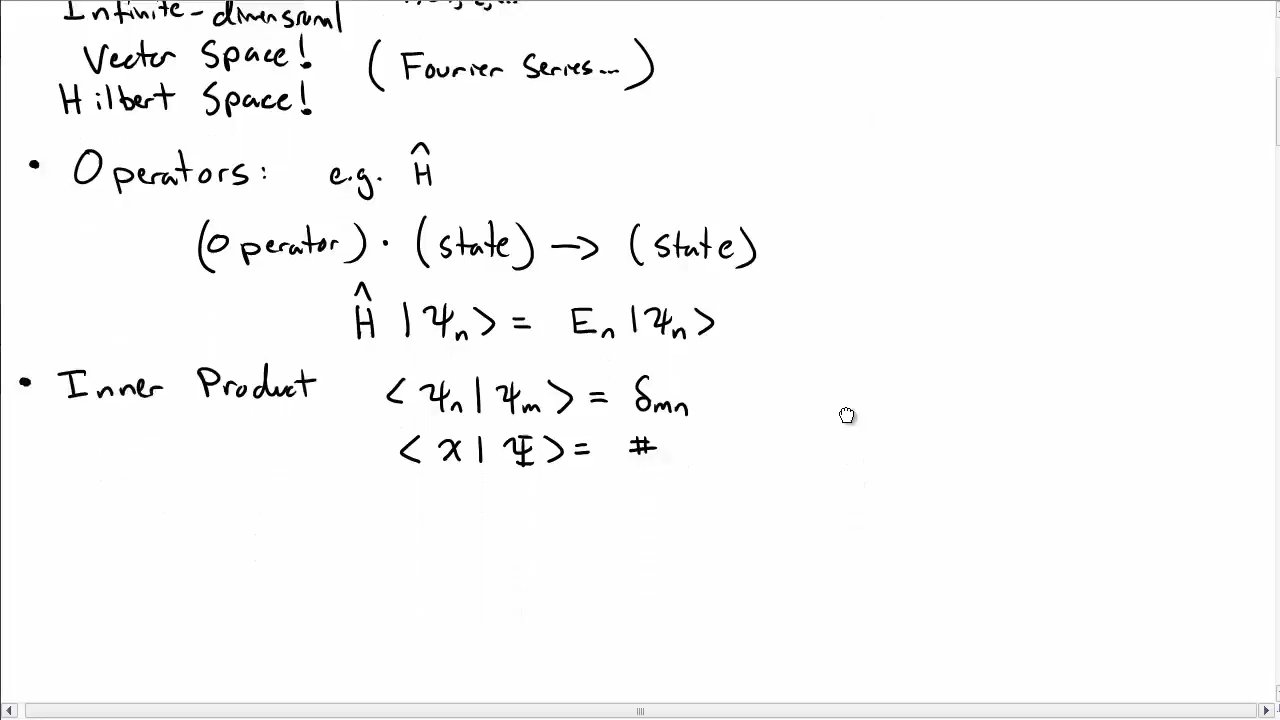 Infinite-dimensional
Vector Space! (Fourier Series...)
Hilbert Space!
• Operators: e.g. Ĥ
(Operator) · (state) → (state)
Ĥ |ψₙ> = Eₙ |ψₙ>
• Inner Product <ψₙ|ψₘ> = δₘₙ
<χ|Ψ> = #